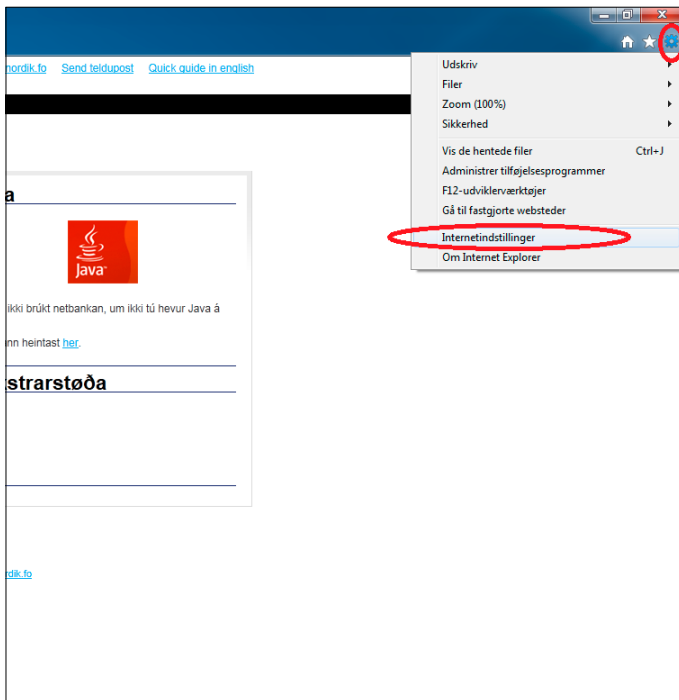 nordik.fo Send teldupost Quick guide in english
Udskriv
Filer
Zoom (100%)
Sikkerhed
Vis de hentede filer Ctrl+J
Administrer tilføjelsesprogrammer
F12-udviklerværktøjer
Gå til fastgjorte websteder
Internetindstillinger
Om Internet Explorer
a
Java
ikki brúkt netbankan, um ikki tú hevur Java á
nn heintast her.
strarstøða
rdik.fo